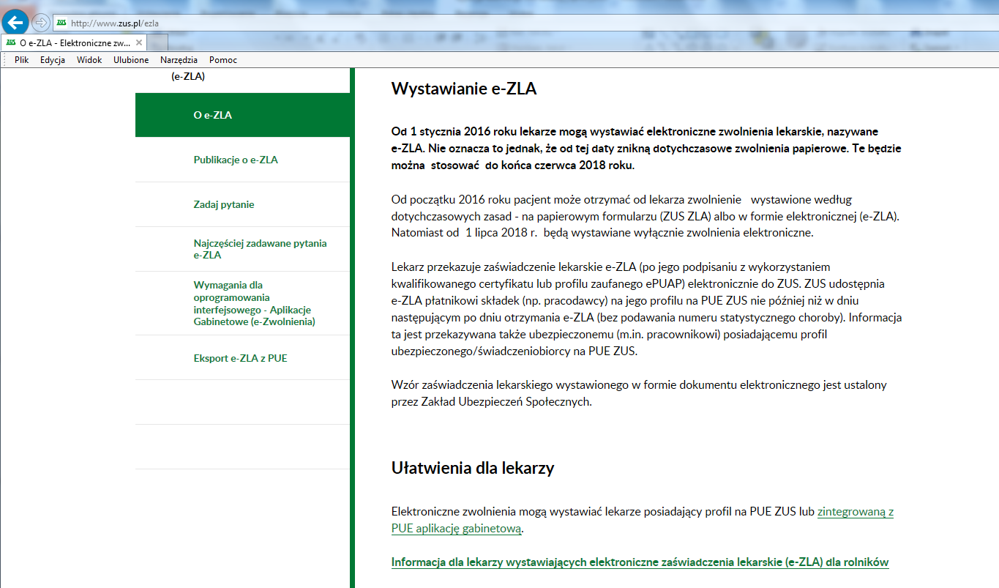 ZUS http://www.zus.pl/ezla
ZUS O e-ZLA - Elektroniczne zw... ×
Plik Edycja Widok Ulubione Narzędzia Pomoc
(e-ZLA)
O e-ZLA
Publikacje o e-ZLA
Zadaj pytanie
Najczęściej zadawane pytania
e-ZLA
Wymagania dla
oprogramowania
interfejsowego - Aplikacje
Gabinetowe (e-Zwolnienia)
Eksport e-ZLA z PUE
Wystawianie e-ZLA
Od 1 stycznia 2016 roku lekarze mogą wystawiać elektroniczne zwolnienia lekarskie, nazywane
e-ZLA. Nie oznacza to jednak, że od tej daty znikną dotychczasowe zwolnienia papierowe. Te będzie
można stosować do końca czerwca 2018 roku.
Od początku 2016 roku pacjent może otrzymać od lekarza zwolnienie wystawione według
dotychczasowych zasad - na papierowym formularzu (ZUS ZLA) albo w formie elektronicznej (e-ZLA).
Natomiast od 1 lipca 2018 r. będą wystawiane wyłącznie zwolnienia elektroniczne.
Lekarz przekazuje zaświadczenie lekarskie e-ZLA (po jego podpisaniu z wykorzystaniem
kwalifikowanego certyfikatu lub profilu zaufanego ePUAP) elektronicznie do ZUS. ZUS udostępnia
e-ZLA płatnikowi składek (np. pracodawcy) na jego profilu na PUE ZUS nie później niż w dniu
następującym po dniu otrzymania e-ZLA (bez podawania numeru statystycznego choroby). Informacja
ta jest przekazywana także ubezpieczonemu (m.in. pracownikowi) posiadającemu profil
ubezpieczonego/świadczeniobiorcy na PUE ZUS.
Wzór zaświadczenia lekarskiego wystawionego w formie dokumentu elektronicznego jest ustalony
przez Zakład Ubezpieczeń Społecznych.
Ułatwienia dla lekarzy
Elektroniczne zwolnienia mogą wystawiać lekarze posiadający profil na PUE ZUS lub zintegrowaną z
PUE aplikację gabinetową.
Informacja dla lekarzy wystawiających elektroniczne zaświadczenia lekarskie (e-ZLA) dla rolników